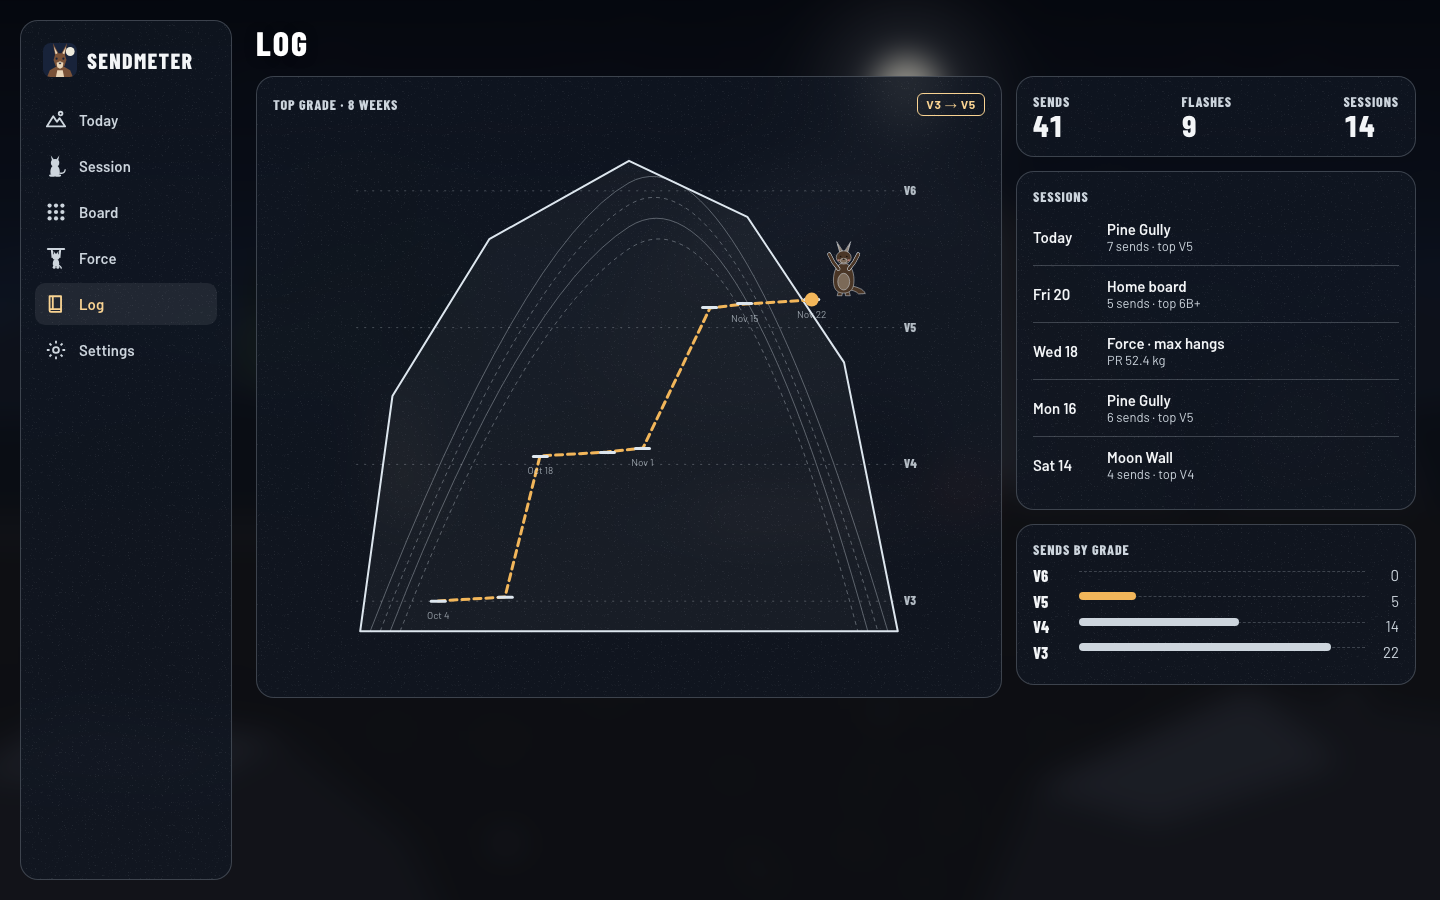 SENDMETER
Today
Session
Board
Force
Log
Settings
LOG
TOP GRADE · 8 WEEKS
V3 → V5
V6
V5
V4
V3
Oct 4
Oct 18
Nov 1
Nov 15
Nov 22
SENDS
41
FLASHES
9
SESSIONS
14
SESSIONS
Today
Pine Gully
7 sends · top V5
Fri 20
Home board
5 sends · top 6B+
Wed 18
Force · max hangs
PR 52.4 kg
Mon 16
Pine Gully
6 sends · top V5
Sat 14
Moon Wall
4 sends · top V4
SENDS BY GRADE
V6 0
V5 5
V4 14
V3 22